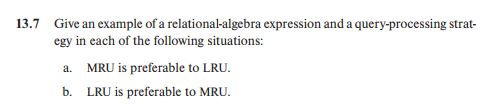 13.7 Give an example of a relational-algebra expression and a query-processing strat-
egy in each of the following situations:
a. MRU is preferable to LRU.
b. LRU is preferable to MRU.